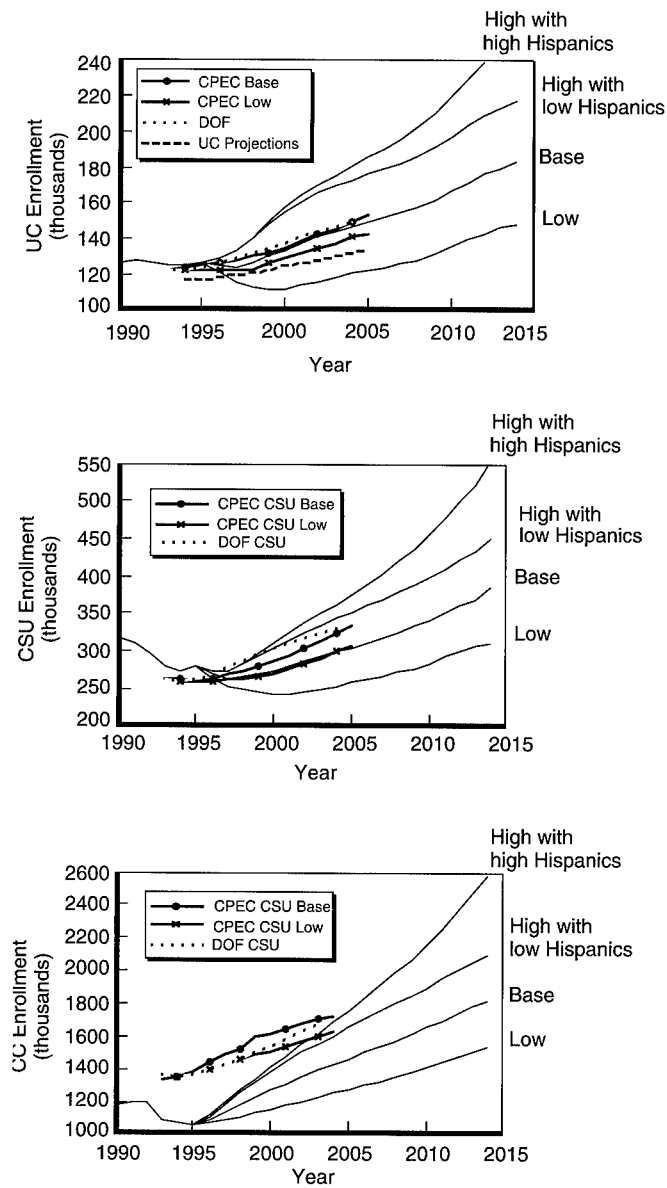 High with
high Hispanics
240
220
200
180
160
140
120
100
UC Enrollment
(thousands)
CPEC Base
CPEC Low
DOF
UC Projections
High with
low Hispanics
Base
Low
1990
1995
2000
2005
2010
2015
Year
High with
high Hispanics
550
500
450
400
350
300
250
200
CSU Enrollment
(thousands)
CPEC CSU Base
CPEC CSU Low
DOF CSU
High with
low Hispanics
Base
Low
1990
1995
2000
2005
2010
2015
Year
High with
high Hispanics
2600
2400
2200
2000
1800
1600
1400
1200
1000
CC Enrollment
(thousands)
CPEC CSU Base
CPEC CSU Low
DOF CSU
High with
low Hispanics
Base
Low
1990
1995
2000
2005
2010
2015
Year